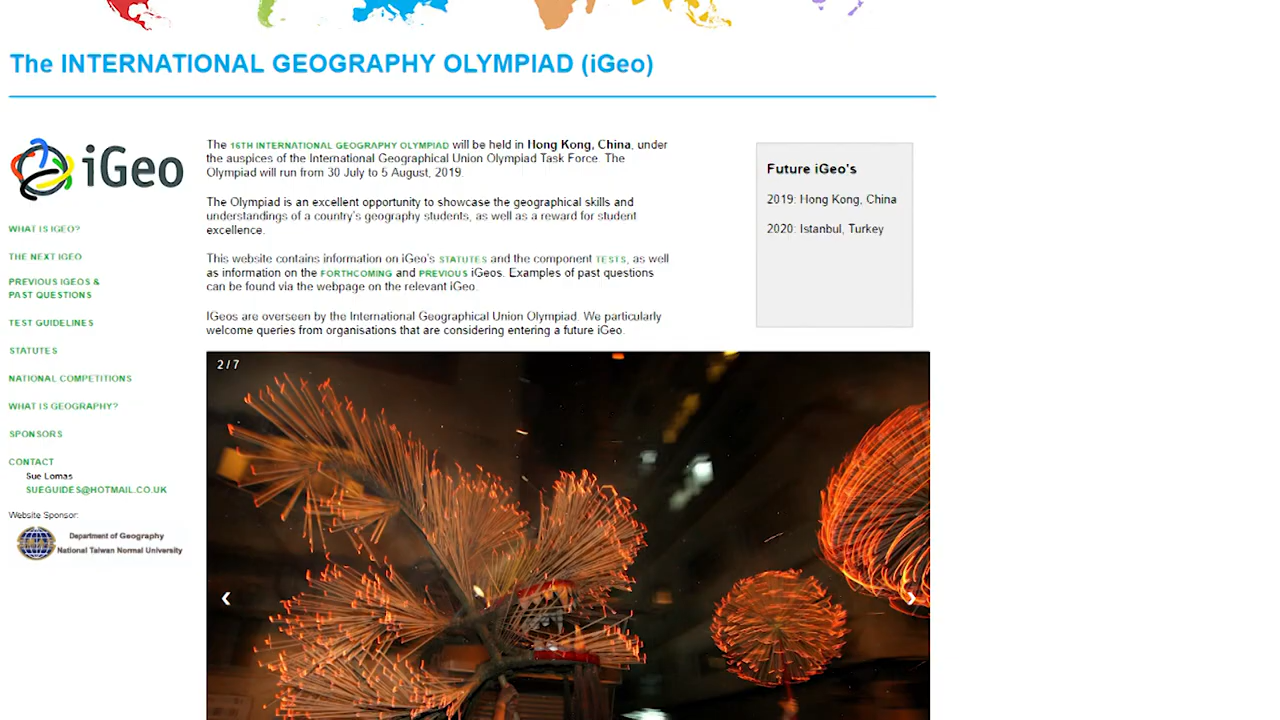 The INTERNATIONAL GEOGRAPHY OLYMPIAD (iGeo)
iGeo
WHAT IS IGEO?
THE NEXT IGEO
PREVIOUS IGEOS &
PAST QUESTIONS
TEST GUIDELINES
STATUTES
NATIONAL COMPETITIONS
WHAT IS GEOGRAPHY?
SPONSORS
CONTACT
Sue Lomas
SUEGUIDES@HOTMAIL.CO.UK
Website Sponsor:
Department of Geography
National Taiwan Normal University
The 16TH INTERNATIONAL GEOGRAPHY OLYMPIAD will be held in Hong Kong, China, under
the auspices of the International Geographical Union Olympiad Task Force. The
Olympiad will run from 30 July to 5 August, 2019.
The Olympiad is an excellent opportunity to showcase the geographical skills and
understandings of a country's geography students, as well as a reward for student
excellence.
This website contains information on iGeo's STATUTES and the component TESTS, as well
as information on the FORTHCOMING and PREVIOUS iGeos. Examples of past questions
can be found via the webpage on the relevant iGeo.
IGeos are overseen by the International Geographical Union Olympiad. We particularly
welcome queries from organisations that are considering entering a future iGeo.
Future iGeo's
2019: Hong Kong, China
2020: Istanbul, Turkey
2 / 7